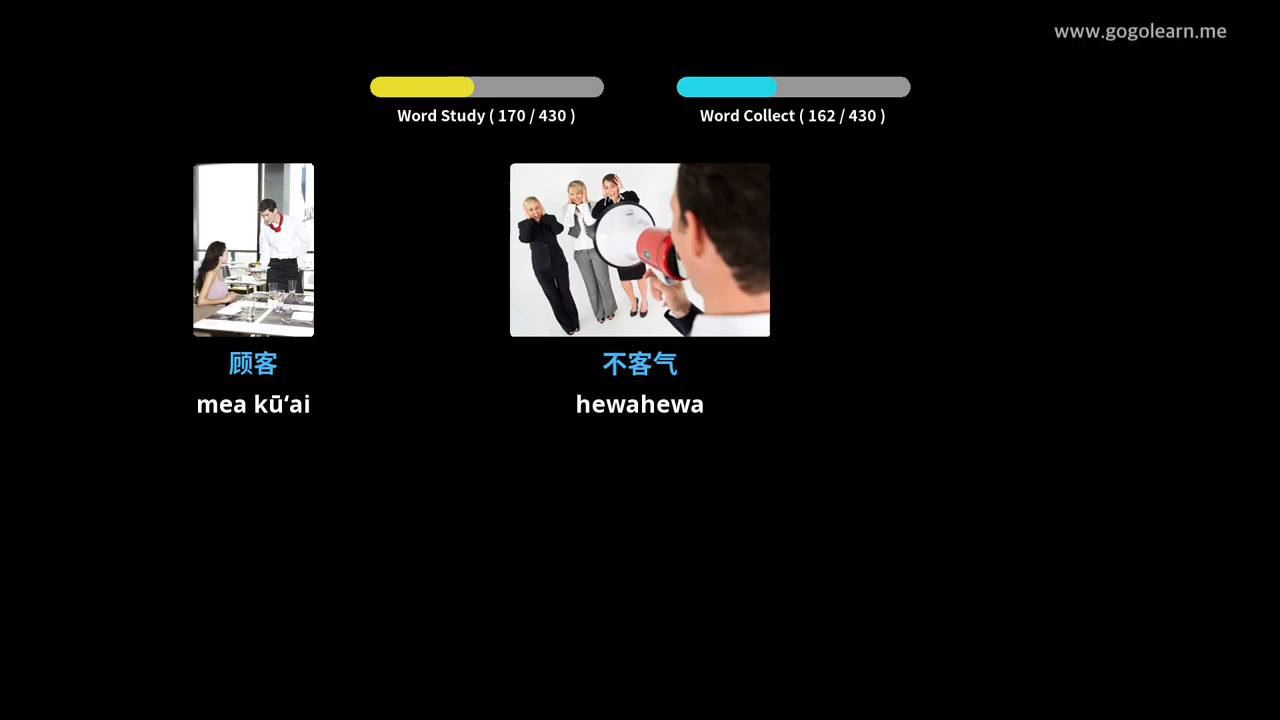 www.gogolearn.me
Word Study ( 170 / 430 )
Word Collect ( 162 / 430 )
顾客
mea kūʻai
不客气
hewahewa